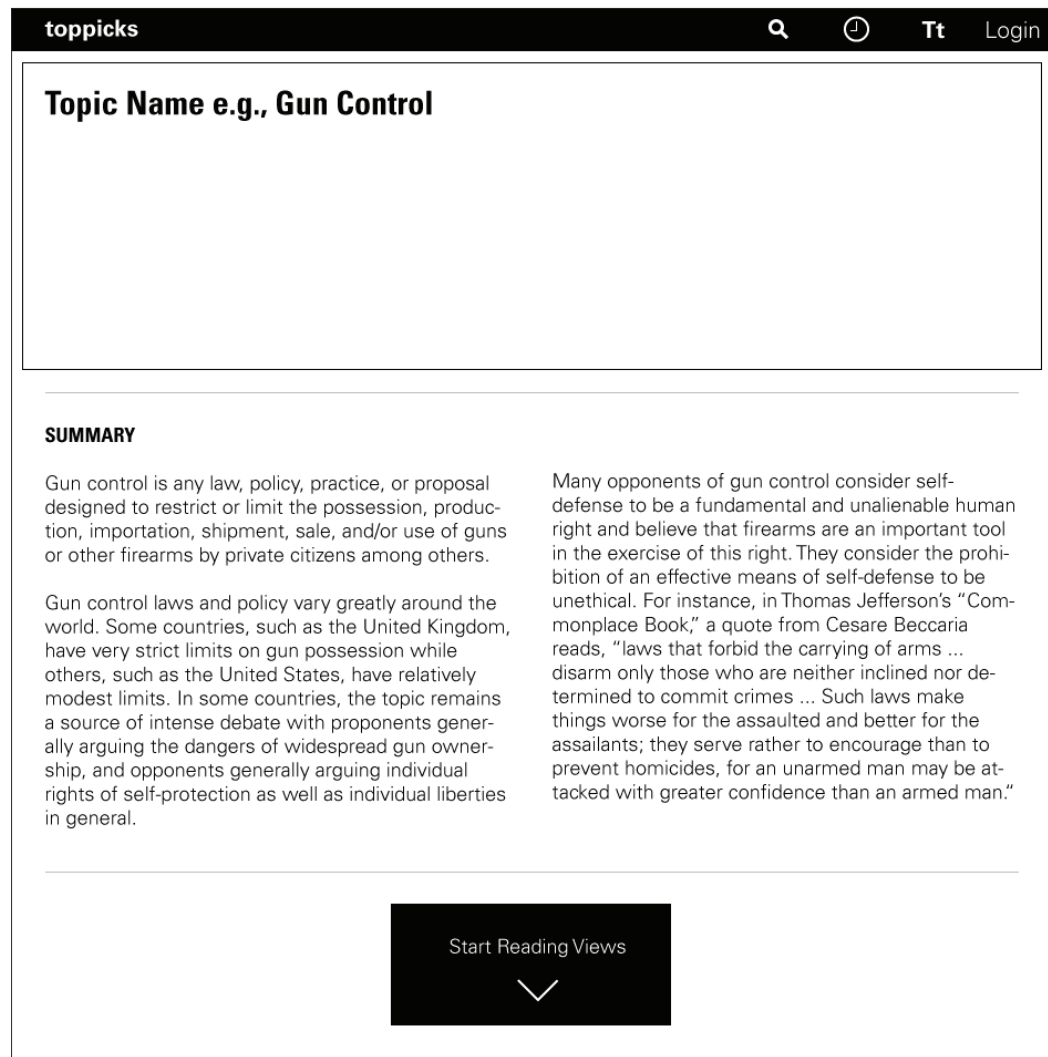 toppicks
Tt
Login
Topic Name e.g., Gun Control
SUMMARY
Gun control is any law, policy, practice, or proposal
designed to restrict or limit the possession, produc-
tion, importation, shipment, sale, and/or use of guns
or other firearms by private citizens among others.
Gun control laws and policy vary greatly around the
world. Some countries, such as the United Kingdom,
have very strict limits on gun possession while
others, such as the United States, have relatively
modest limits. In some countries, the topic remains
a source of intense debate with proponents gener-
ally arguing the dangers of widespread gun owner-
ship, and opponents generally arguing individual
rights of self-protection as well as individual liberties
in general.
Many opponents of gun control consider self-
defense to be a fundamental and unalienable human
right and believe that firearms are an important tool
in the exercise of this right. They consider the prohi-
bition of an effective means of self-defense to be
unethical. For instance, in Thomas Jefferson’s “Com-
monplace Book,” a quote from Cesare Beccaria
reads, “laws that forbid the carrying of arms ...
disarm only those who are neither inclined nor de-
termined to commit crimes ... Such laws make
things worse for the assaulted and better for the
assailants; they serve rather to encourage than to
prevent homicides, for an unarmed man may be at-
tacked with greater confidence than an armed man.“
Start Reading Views